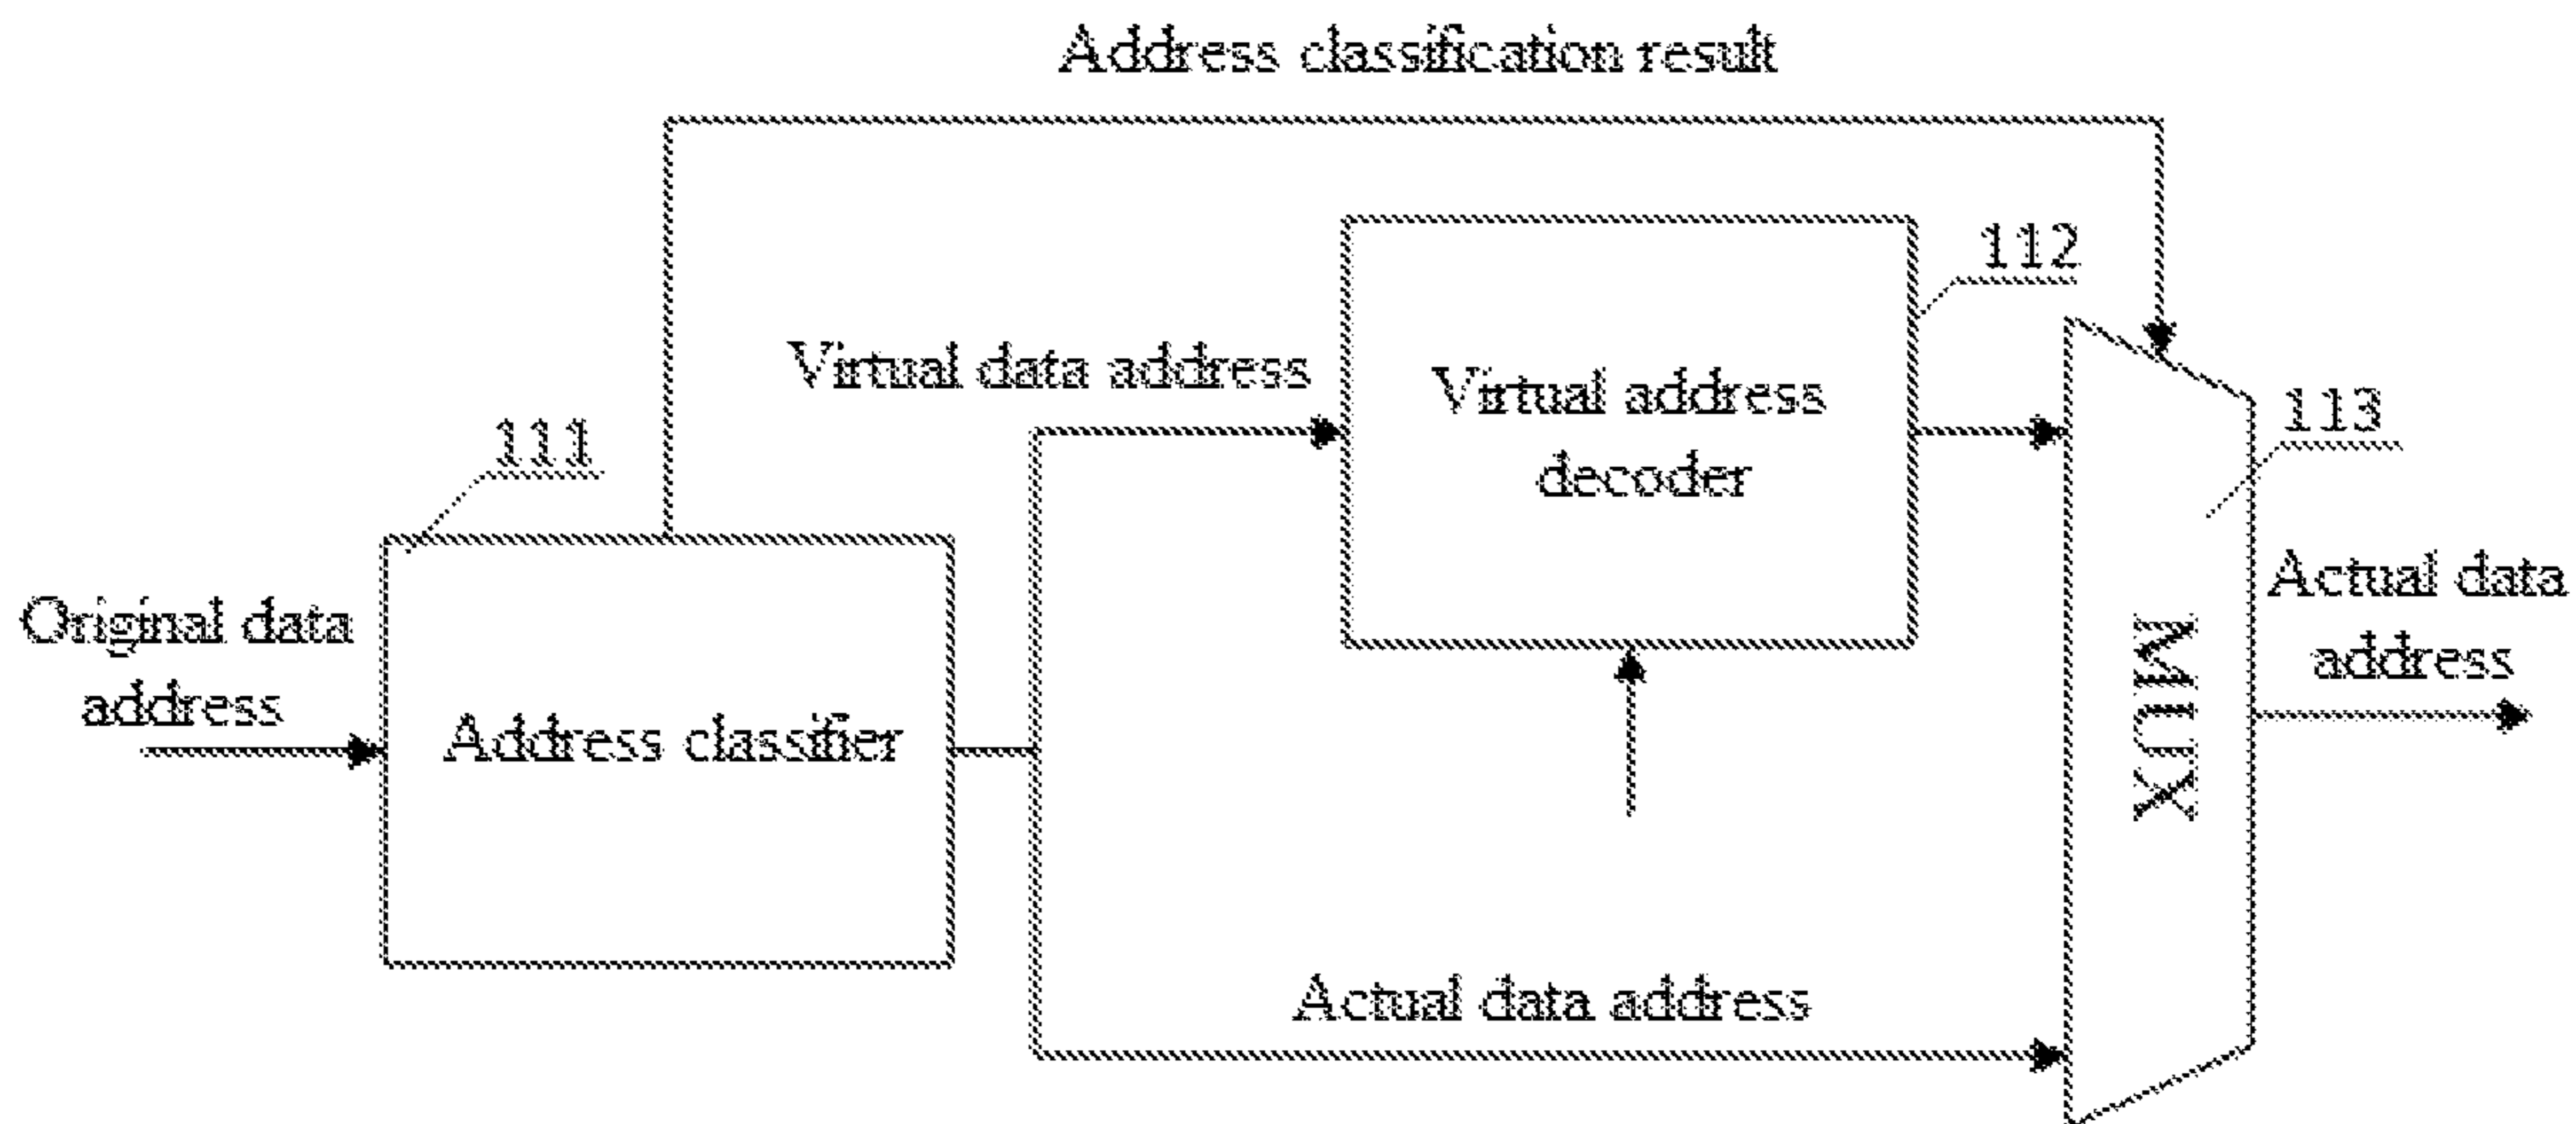 Address classification result
112
Virtual data address
Virtual address
decoder
113
111
Original data
address
Address classifier
Actual data
address
MUX
Actual data address